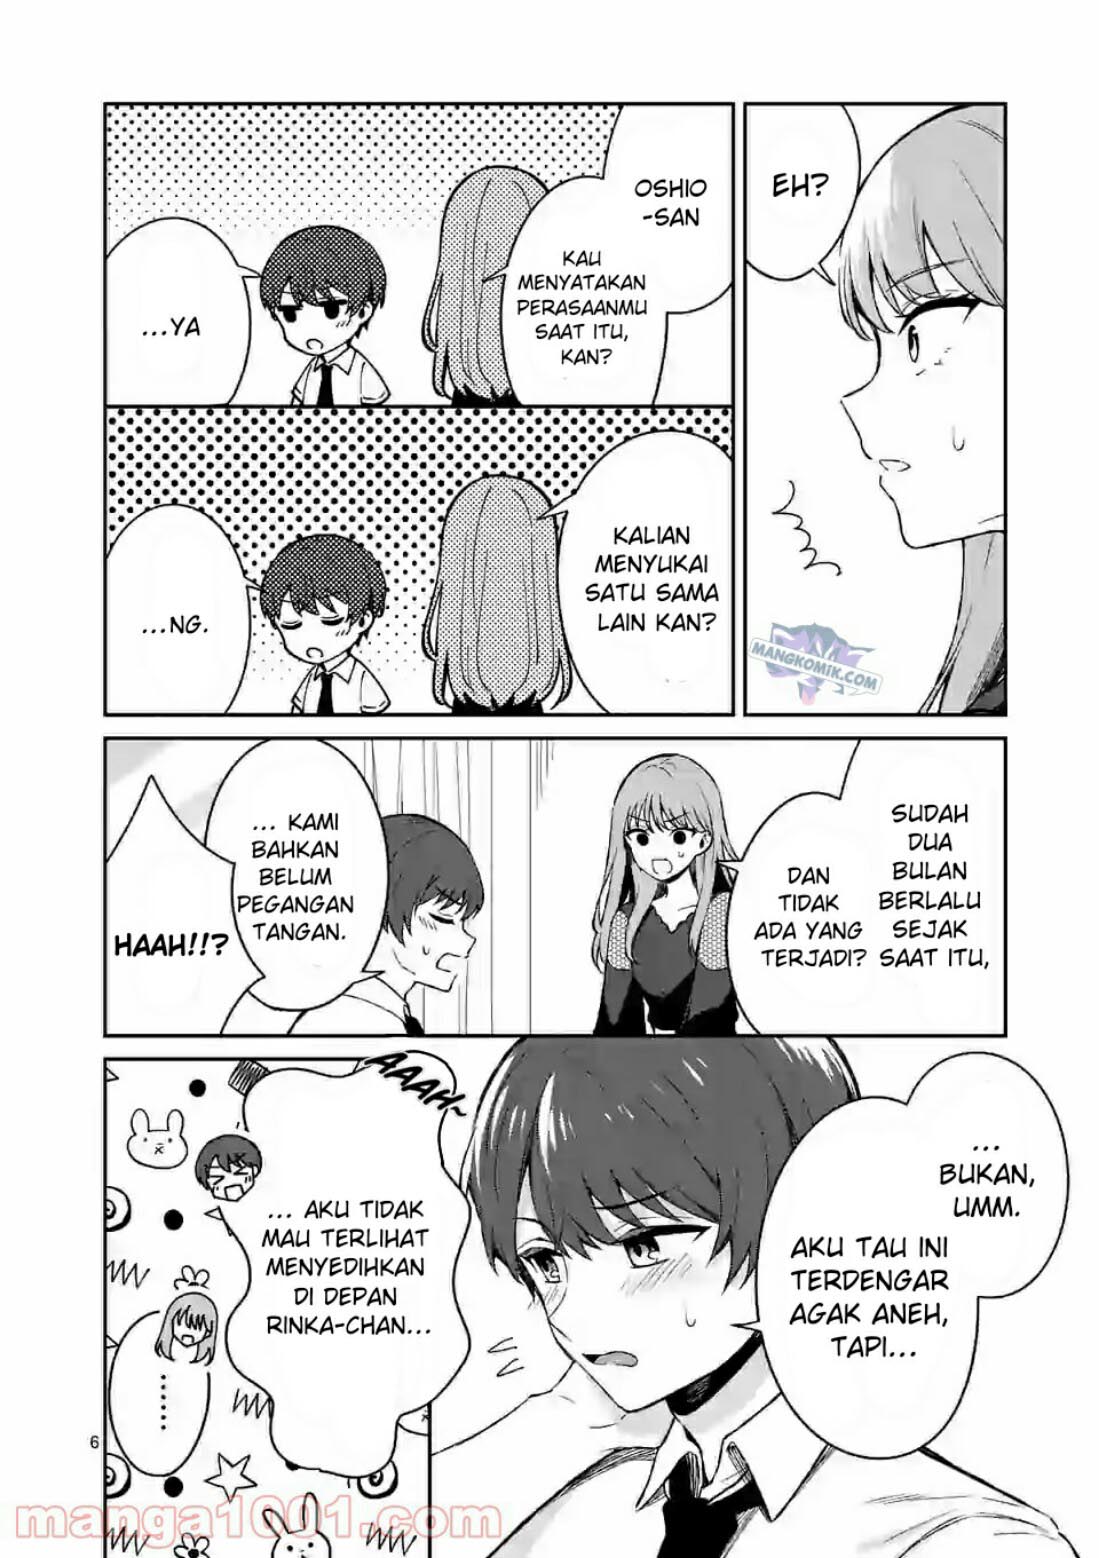 EH?
OSHIO
-SAN
KAU
MENYATAKAN
PERASAANMU
SAAT ITU,
KAN?
...YA
KALIAN
MENYUKAI
SATU SAMA
LAIN KAN?
...NG.
MANGKOMIK.COM
SUDAH
DUA
BULAN
BERLALU
SEJAK
SAAT ITU,
DAN
TIDAK
ADA YANG
TERJADI?
... KAMI
BAHKAN
BELUM
PEGANGAN
TANGAN.
HAAH!!?
...
BUKAN,
UMM.
AKU TAU INI
TERDENGAR
AGAK ANEH,
TAPI...
AAAH~
... AKU TIDAK
MAU TERLIHAT
MENYEDIHKAN
DI DEPAN
RINKA-CHAN...
......
6
manga1001.com